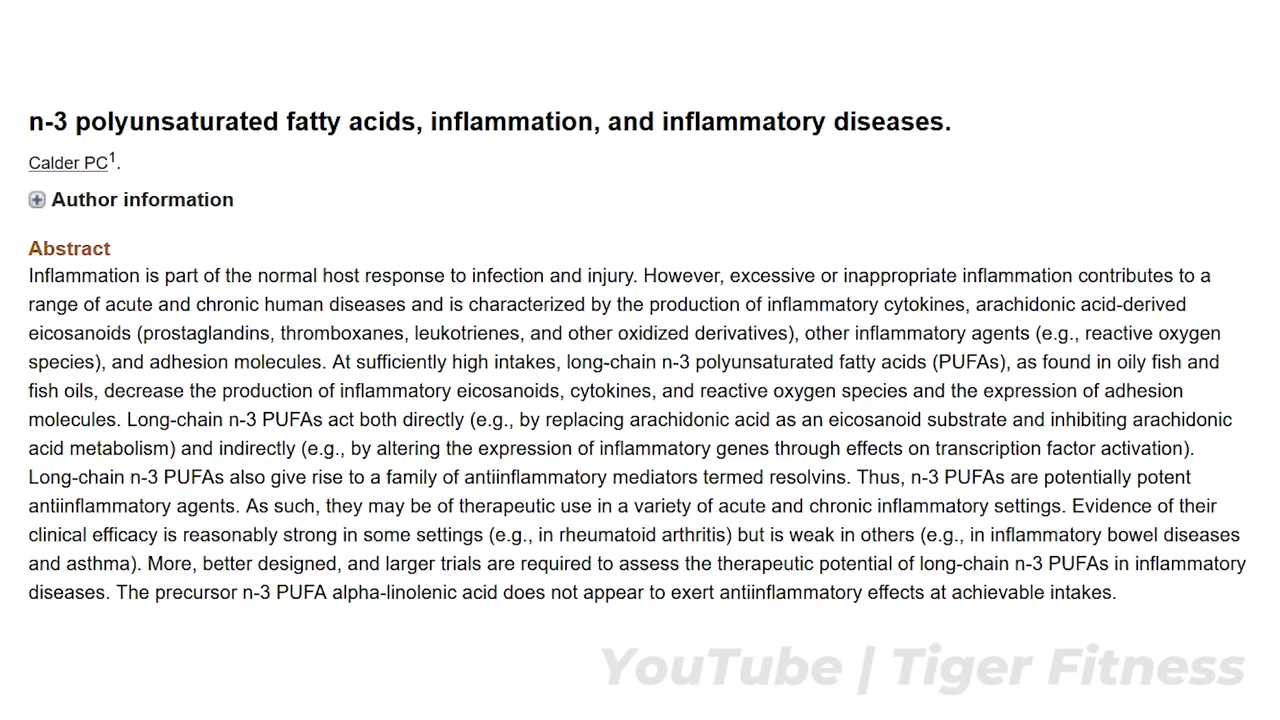 n-3 polyunsaturated fatty acids, inflammation, and inflammatory diseases.
Calder PC1.
Author information
Abstract
Inflammation is part of the normal host response to infection and injury. However, excessive or inappropriate inflammation contributes to a
range of acute and chronic human diseases and is characterized by the production of inflammatory cytokines, arachidonic acid-derived
eicosanoids (prostaglandins, thromboxanes, leukotrienes, and other oxidized derivatives), other inflammatory agents (e.g., reactive oxygen
species), and adhesion molecules. At sufficiently high intakes, long-chain n-3 polyunsaturated fatty acids (PUFAs), as found in oily fish and
fish oils, decrease the production of inflammatory eicosanoids, cytokines, and reactive oxygen species and the expression of adhesion
molecules. Long-chain n-3 PUFAs act both directly (e.g., by replacing arachidonic acid as an eicosanoid substrate and inhibiting arachidonic
acid metabolism) and indirectly (e.g., by altering the expression of inflammatory genes through effects on transcription factor activation).
Long-chain n-3 PUFAs also give rise to a family of antiinflammatory mediators termed resolvins. Thus, n-3 PUFAs are potentially potent
antiinflammatory agents. As such, they may be of therapeutic use in a variety of acute and chronic inflammatory settings. Evidence of their
clinical efficacy is reasonably strong in some settings (e.g., in rheumatoid arthritis) but is weak in others (e.g., in inflammatory bowel diseases
and asthma). More, better designed, and larger trials are required to assess the therapeutic potential of long-chain n-3 PUFAs in inflammatory
diseases. The precursor n-3 PUFA alpha-linolenic acid does not appear to exert antiinflammatory effects at achievable intakes.
YouTube | Tiger Fitness